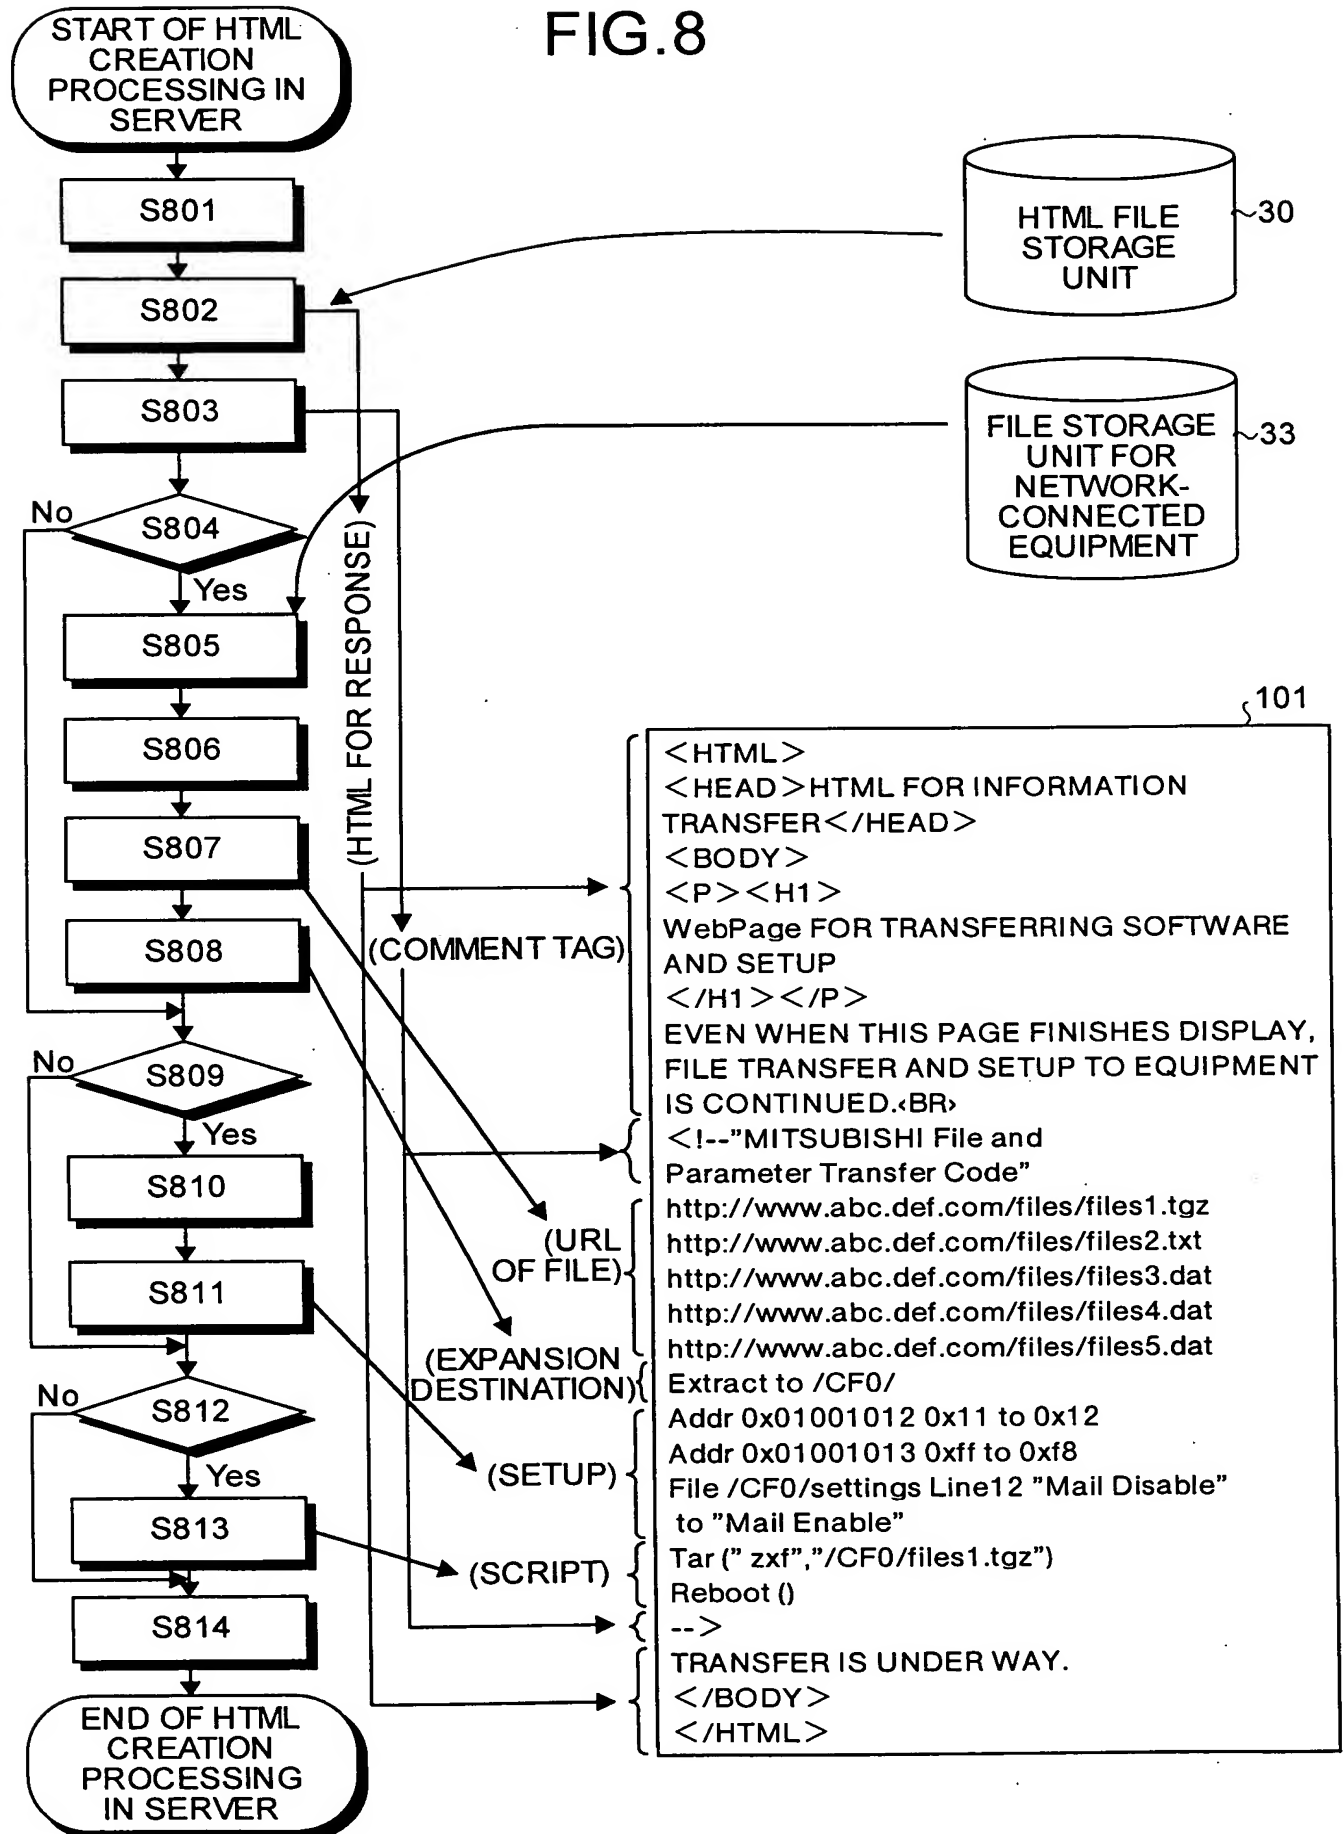 FIG.8
START OF HTML
CREATION
PROCESSING IN
SERVER
S801
S802
S803
No
S804
Yes
S805
S806
S807
S808
No
S809
Yes
S810
S811
No
S812
Yes
S813
S814
END OF HTML
CREATION
PROCESSING
IN SERVER
HTML FILE
STORAGE
UNIT
30
FILE STORAGE
UNIT FOR
NETWORK-
CONNECTED
EQUIPMENT
33
(HTML FOR RESPONSE)
(COMMENT TAG)
(URL
OF FILE)
(EXPANSION
DESTINATION)
(SETUP)
(SCRIPT)
101
<HTML>
<HEAD>HTML FOR INFORMATION
TRANSFER</HEAD>
<BODY>
<P><H1>
WebPage FOR TRANSFERRING SOFTWARE
AND SETUP
</H1></P>
EVEN WHEN THIS PAGE FINISHES DISPLAY,
FILE TRANSFER AND SETUP TO EQUIPMENT
IS CONTINUED.<BR>
<!--"MITSUBISHI File and
Parameter Transfer Code"
http://www.abc.def.com/files/files1.tgz
http://www.abc.def.com/files/files2.txt
http://www.abc.def.com/files/files3.dat
http://www.abc.def.com/files/files4.dat
http://www.abc.def.com/files/files5.dat
Extract to /CF0/
Addr 0x01001012 0x11 to 0x12
Addr 0x01001013 0xff to 0xf8
File /CF0/settings Line12 "Mail Disable"
to "Mail Enable"
Tar (" zxf","/CF0/files1.tgz")
Reboot ()
-->
TRANSFER IS UNDER WAY.
</BODY>
</HTML>